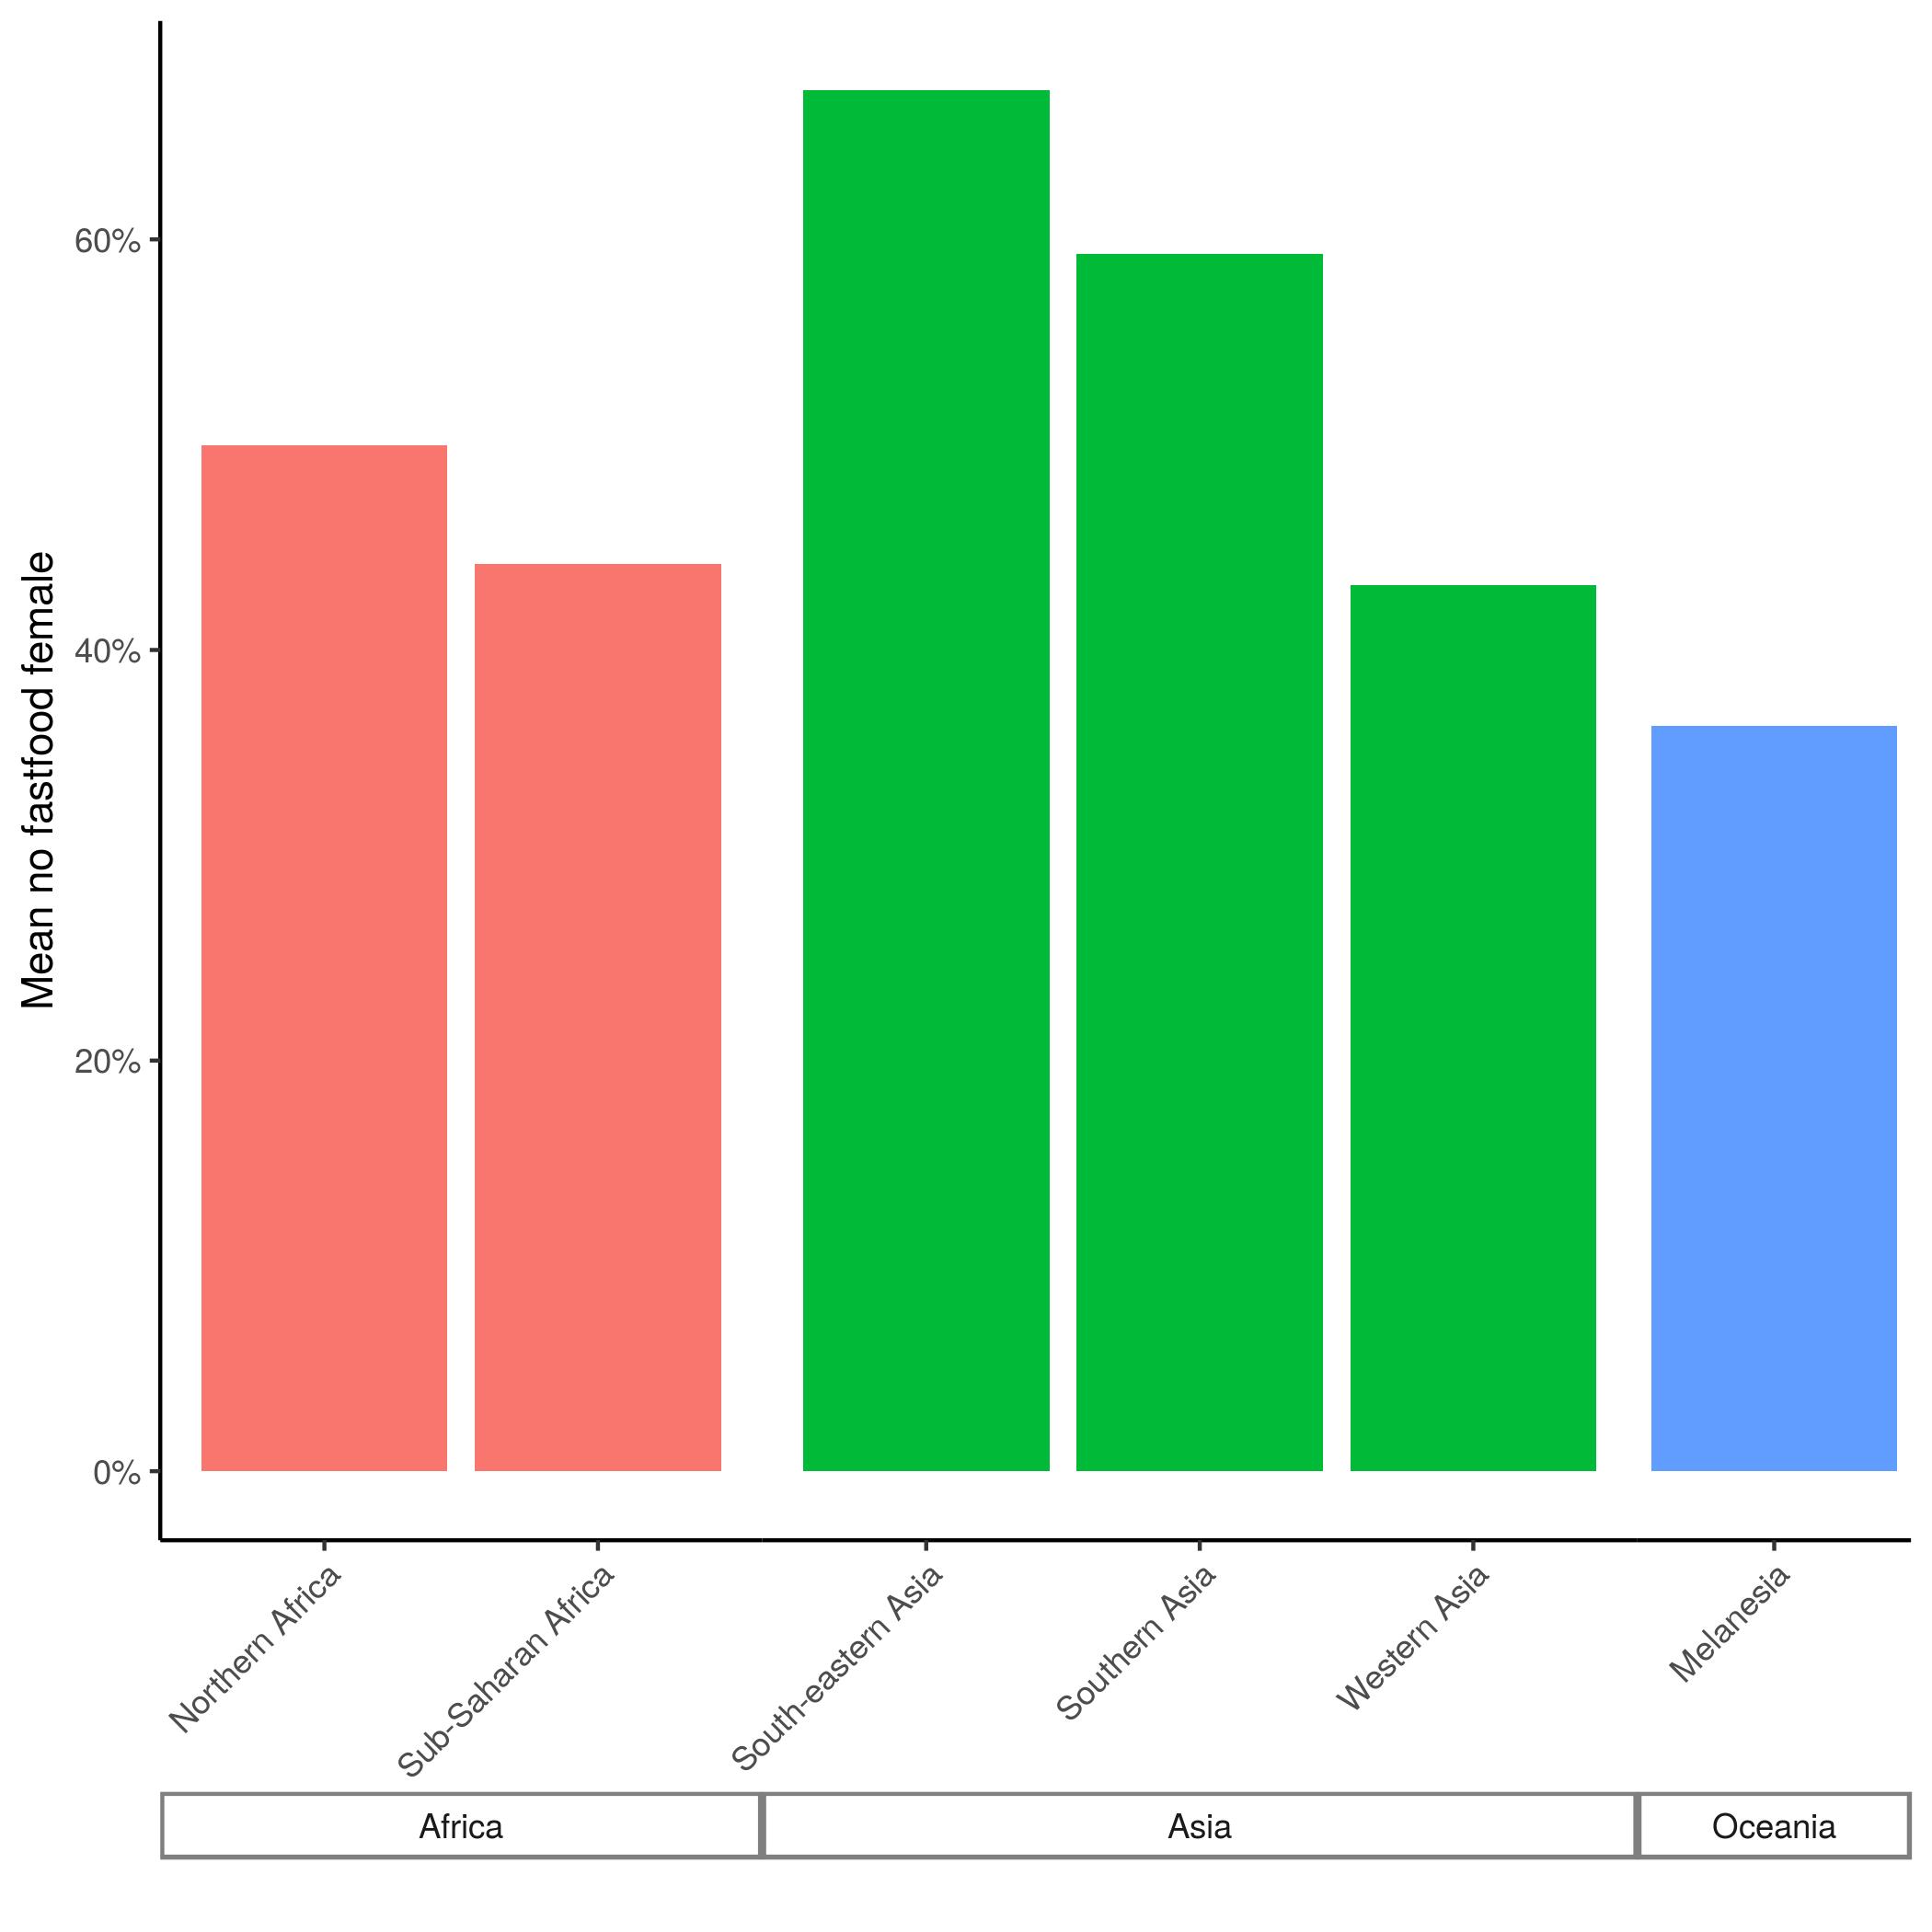 Mean no fastfood female
60%
40%
20%
0%
Northern Africa
Sub-Saharan Africa
South-eastern Asia
Southern Asia
Western Asia
Melanesia
Africa
Asia
Oceania